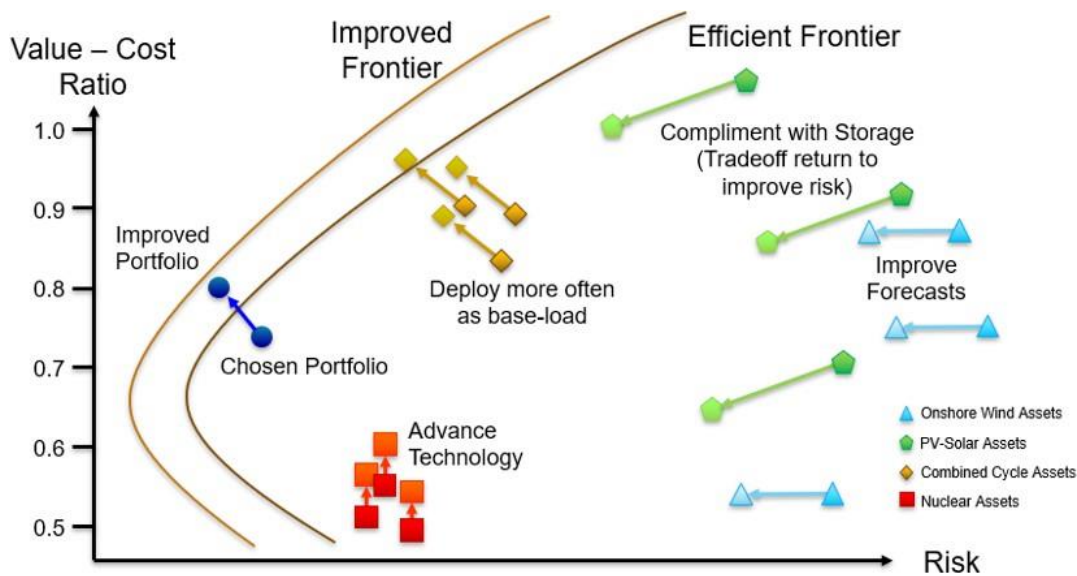 Value – Cost
Ratio
Improved
Frontier
Efficient Frontier
1.0
0.9
0.8
0.7
0.6
0.5
Compliment with Storage
(Tradeoff return to
improve risk)
Improved
Portfolio
Chosen Portfolio
Deploy more often
as base-load
Improve
Forecasts
Advance
Technology
Onshore Wind Assets
PV-Solar Assets
Combined Cycle Assets
Nuclear Assets
Risk